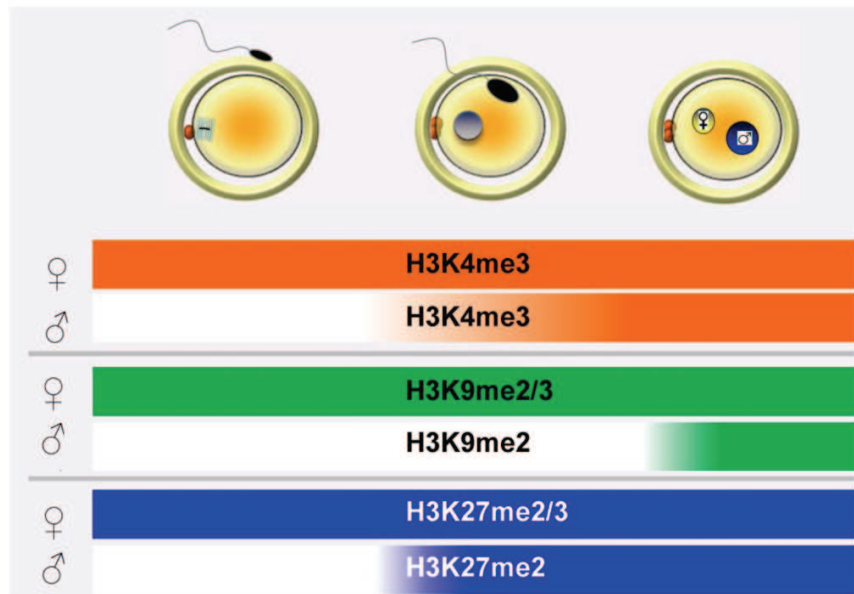 ♀ H3K4me3
♂ H3K4me3
♀ H3K9me2/3
♂ H3K9me2
♀ H3K27me2/3
♂ H3K27me2